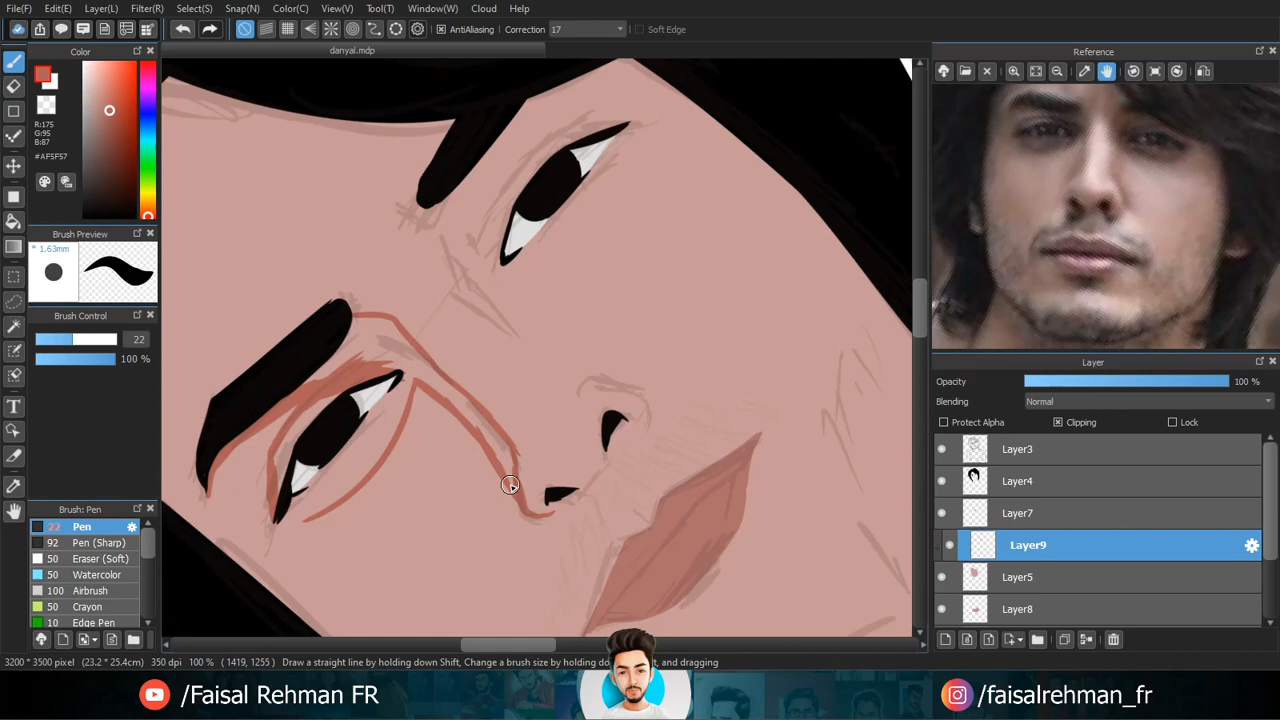 File(F) Edit(E) Layer(L) Filter(R) Select(S) Snap(N) Color(C) View(V) Tool(T) Window(W) Cloud Help
AntiAliasing Correction 17 Soft Edge
Color
danyal.mdp
Reference
R:175
G:95
B:87
#AF5F57
Brush Preview
* 1.63mm
Brush Control
22
100 %
Layer
Opacity 100 %
Blending Normal
Protect Alpha Clipping Lock
Layer3
Layer4
Layer7
Layer9
Layer5
Layer8
Brush: Pen
22 Pen
92 Pen (Sharp)
50 Eraser (Soft)
50 Watercolor
100 Airbrush
50 Crayon
10 Edge Pen
3200 * 3500 pixel (23.2 * 25.4cm) 350 dpi 100 % ( 1419, 1255 ) Draw a straight line by holding down Shift, Change a brush size by holding do
, and dragging
/Faisal Rehman FR
/faisalrehman_fr